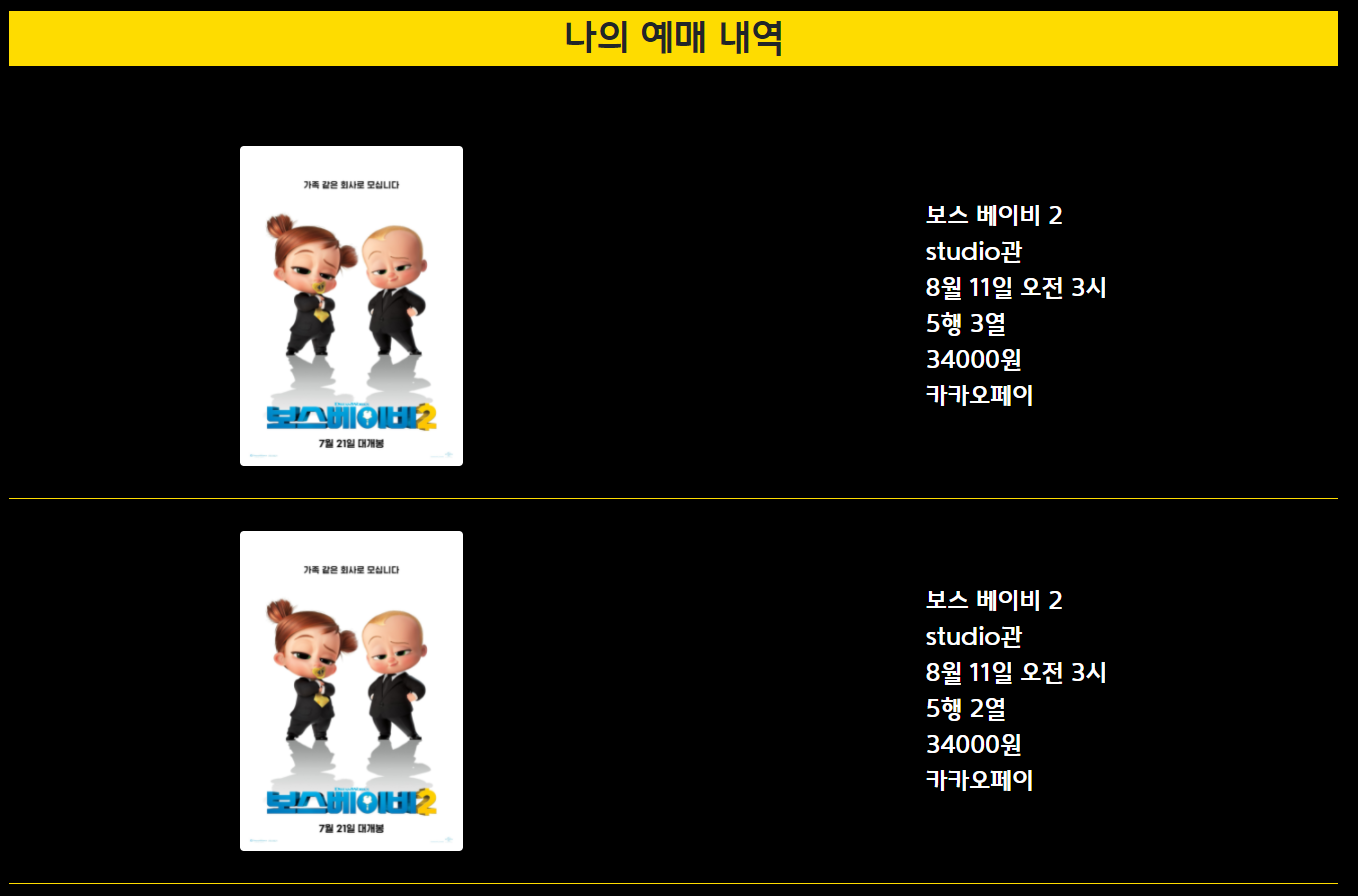 나의 예매 내역
가족 같은 회사로 모십니다
보스베이비2
7월 21일 대개봉
보스 베이비 2
studio관
8월 11일 오전 3시
5행 3열
34000원
카카오페이
가족 같은 회사로 모십니다
보스베이비2
7월 21일 대개봉
보스 베이비 2
studio관
8월 11일 오전 3시
5행 2열
34000원
카카오페이